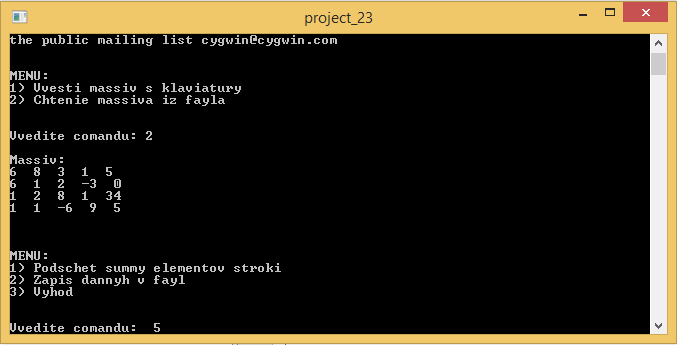 project_23
the public mailing list cygwin@cygwin.com
MENU:
1) Vvesti massiv s klaviatury
2) Chtenie massiva iz fayla
Vvedite comandu: 2
Massiv:
6 8 3 1 5
6 1 2 -3 0
1 2 8 1 34
1 1 -6 9 5
MENU:
1) Podschet summy elementov stroki
2) Zapis dannyh v fayl
3) Vyhod
Vvedite comandu: 5